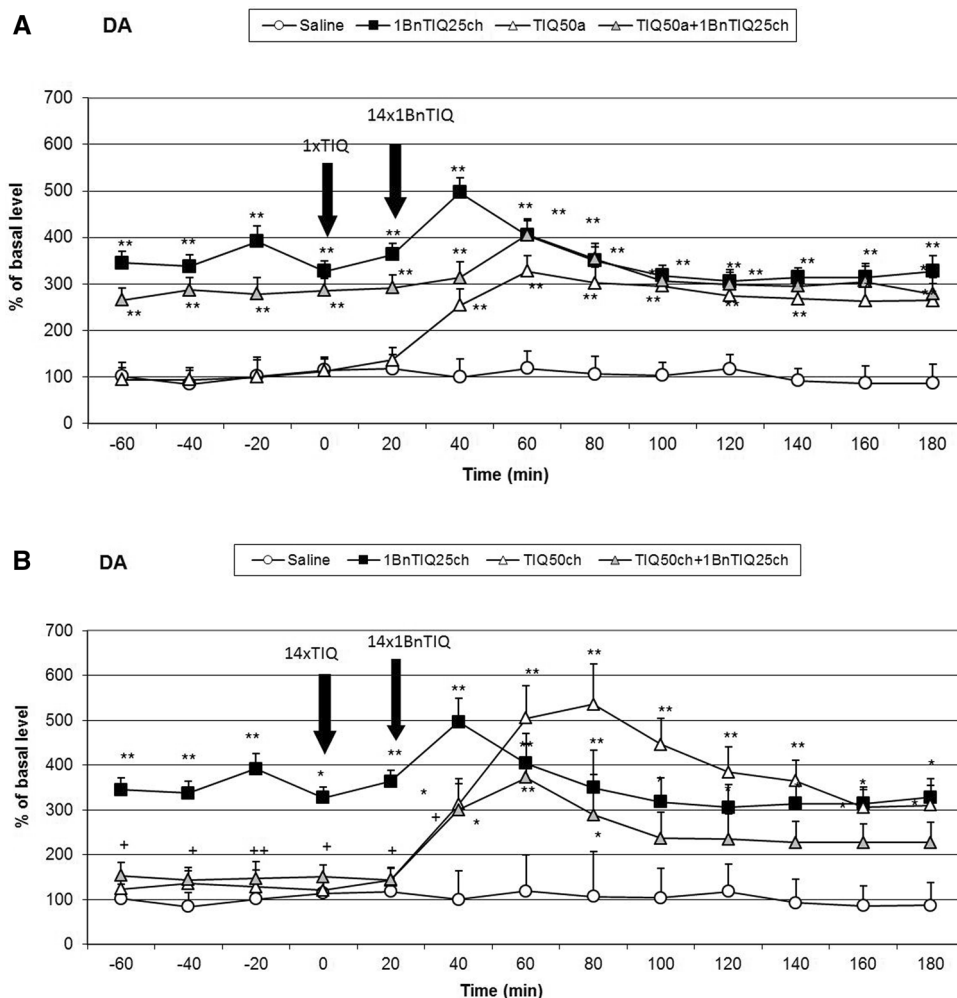 A DA
Saline 1BnTIQ25ch TIQ50a TIQ50a+1BnTIQ25ch
14x1BnTIQ
1xTIQ
% of basal level
700
600
500
400
300
200
100
0
-60 -40 -20 0 20 40 60 80 100 120 140 160 180
Time (min)
B DA
Saline 1BnTIQ25ch TIQ50ch TIQ50ch+1BnTIQ25ch
14xTIQ
14x1BnTIQ
% of basal level
700
600
500
400
300
200
100
0
-60 -40 -20 0 20 40 60 80 100 120 140 160 180
Time (min)